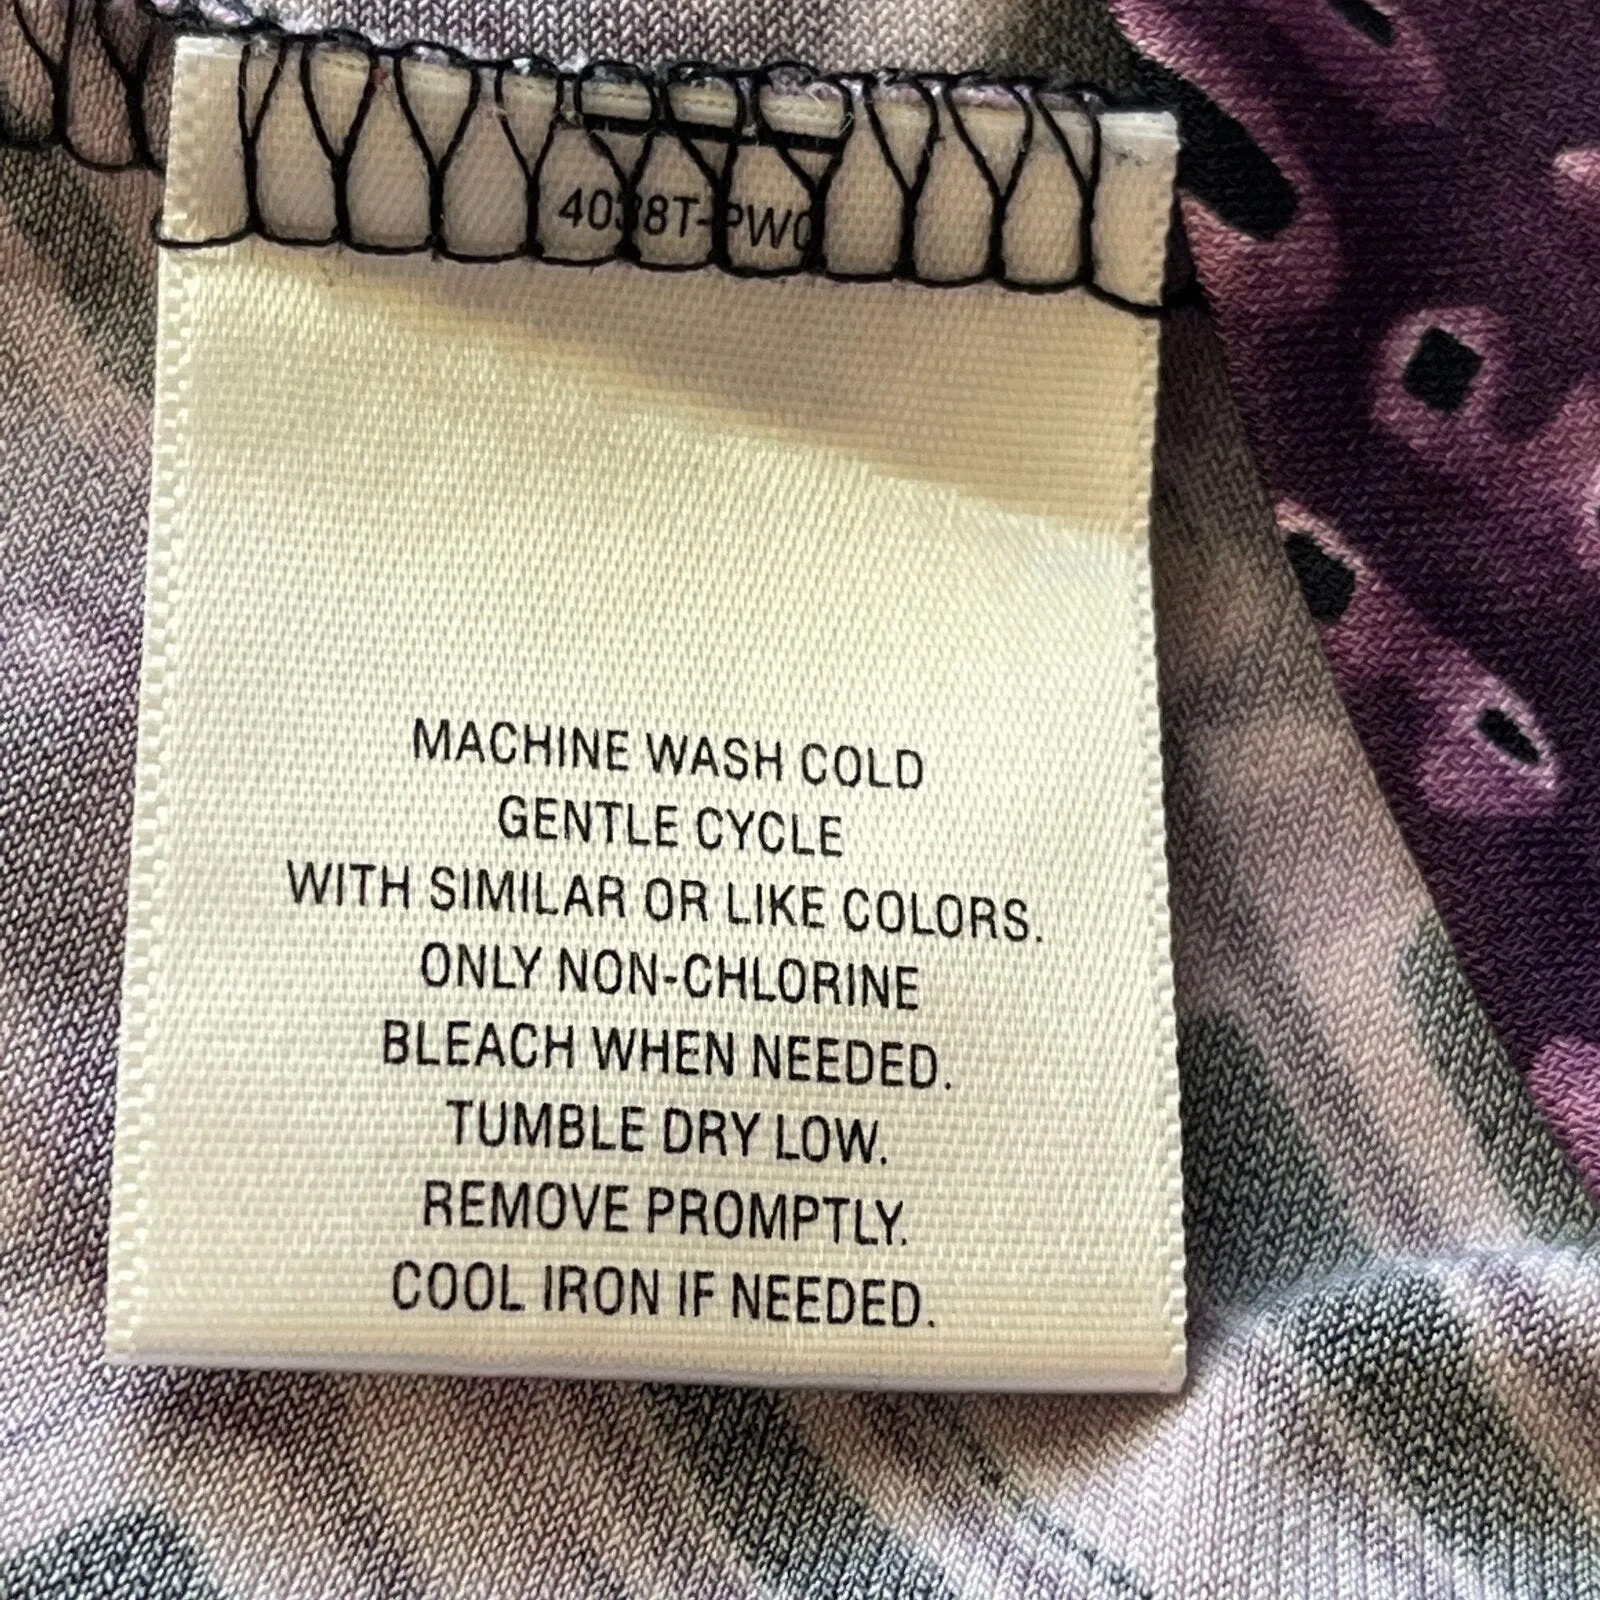 MACHINE WASH COLD
GENTLE CYCLE
WITH SIMILAR OR LIKE COLORS.
ONLY NON-CHLORINE
BLEACH WHEN NEEDED.
TUMBLE DRY LOW.
REMOVE PROMPTLY.
COOL IRON IF NEEDED.